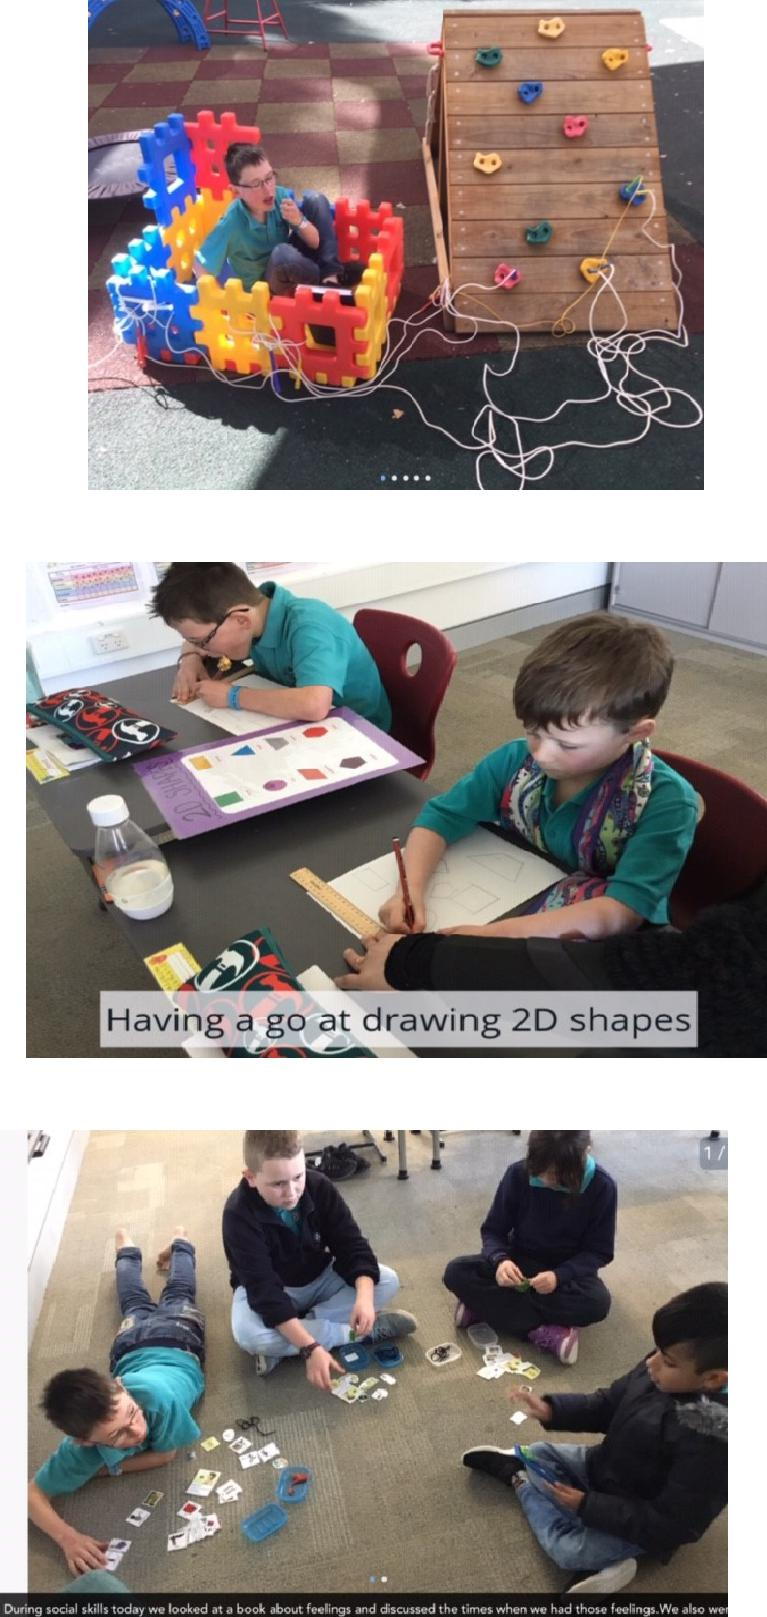 2D SHAPES
Having a go at drawing 2D shapes
1/
During social skills today we looked at a book about feelings and discussed the times when we had those feelings.We also wer